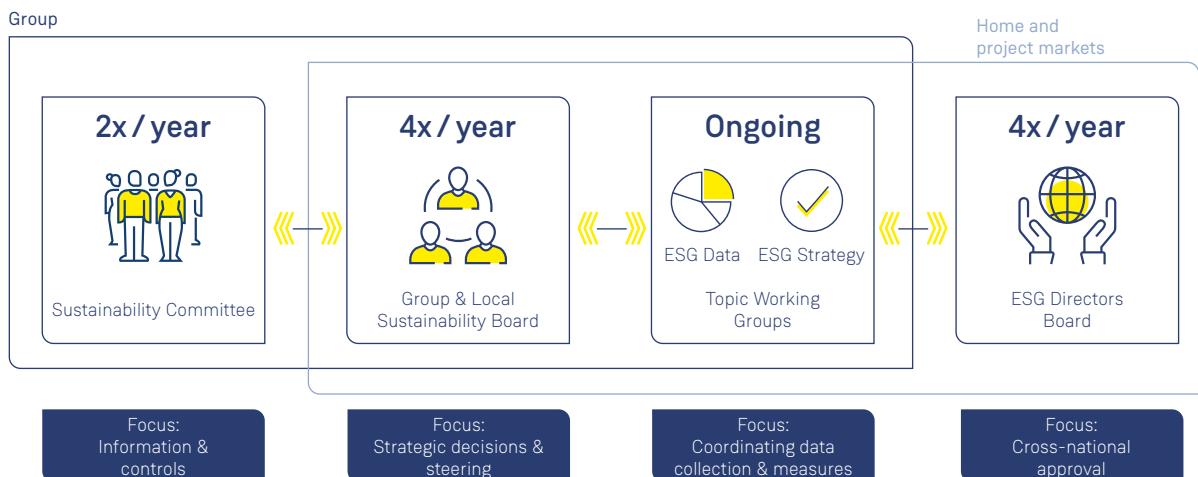 Group
Home and
project markets
2x / year
Sustainability Committee
4x / year
Group & Local
Sustainability Board
Ongoing
ESG Data
ESG Strategy
Topic Working
Groups
4x / year
ESG Directors
Board
Focus:
Information &
controls
Focus:
Strategic decisions &
steering
Focus:
Coordinating data
collection & measures
Focus:
Cross-national
approval